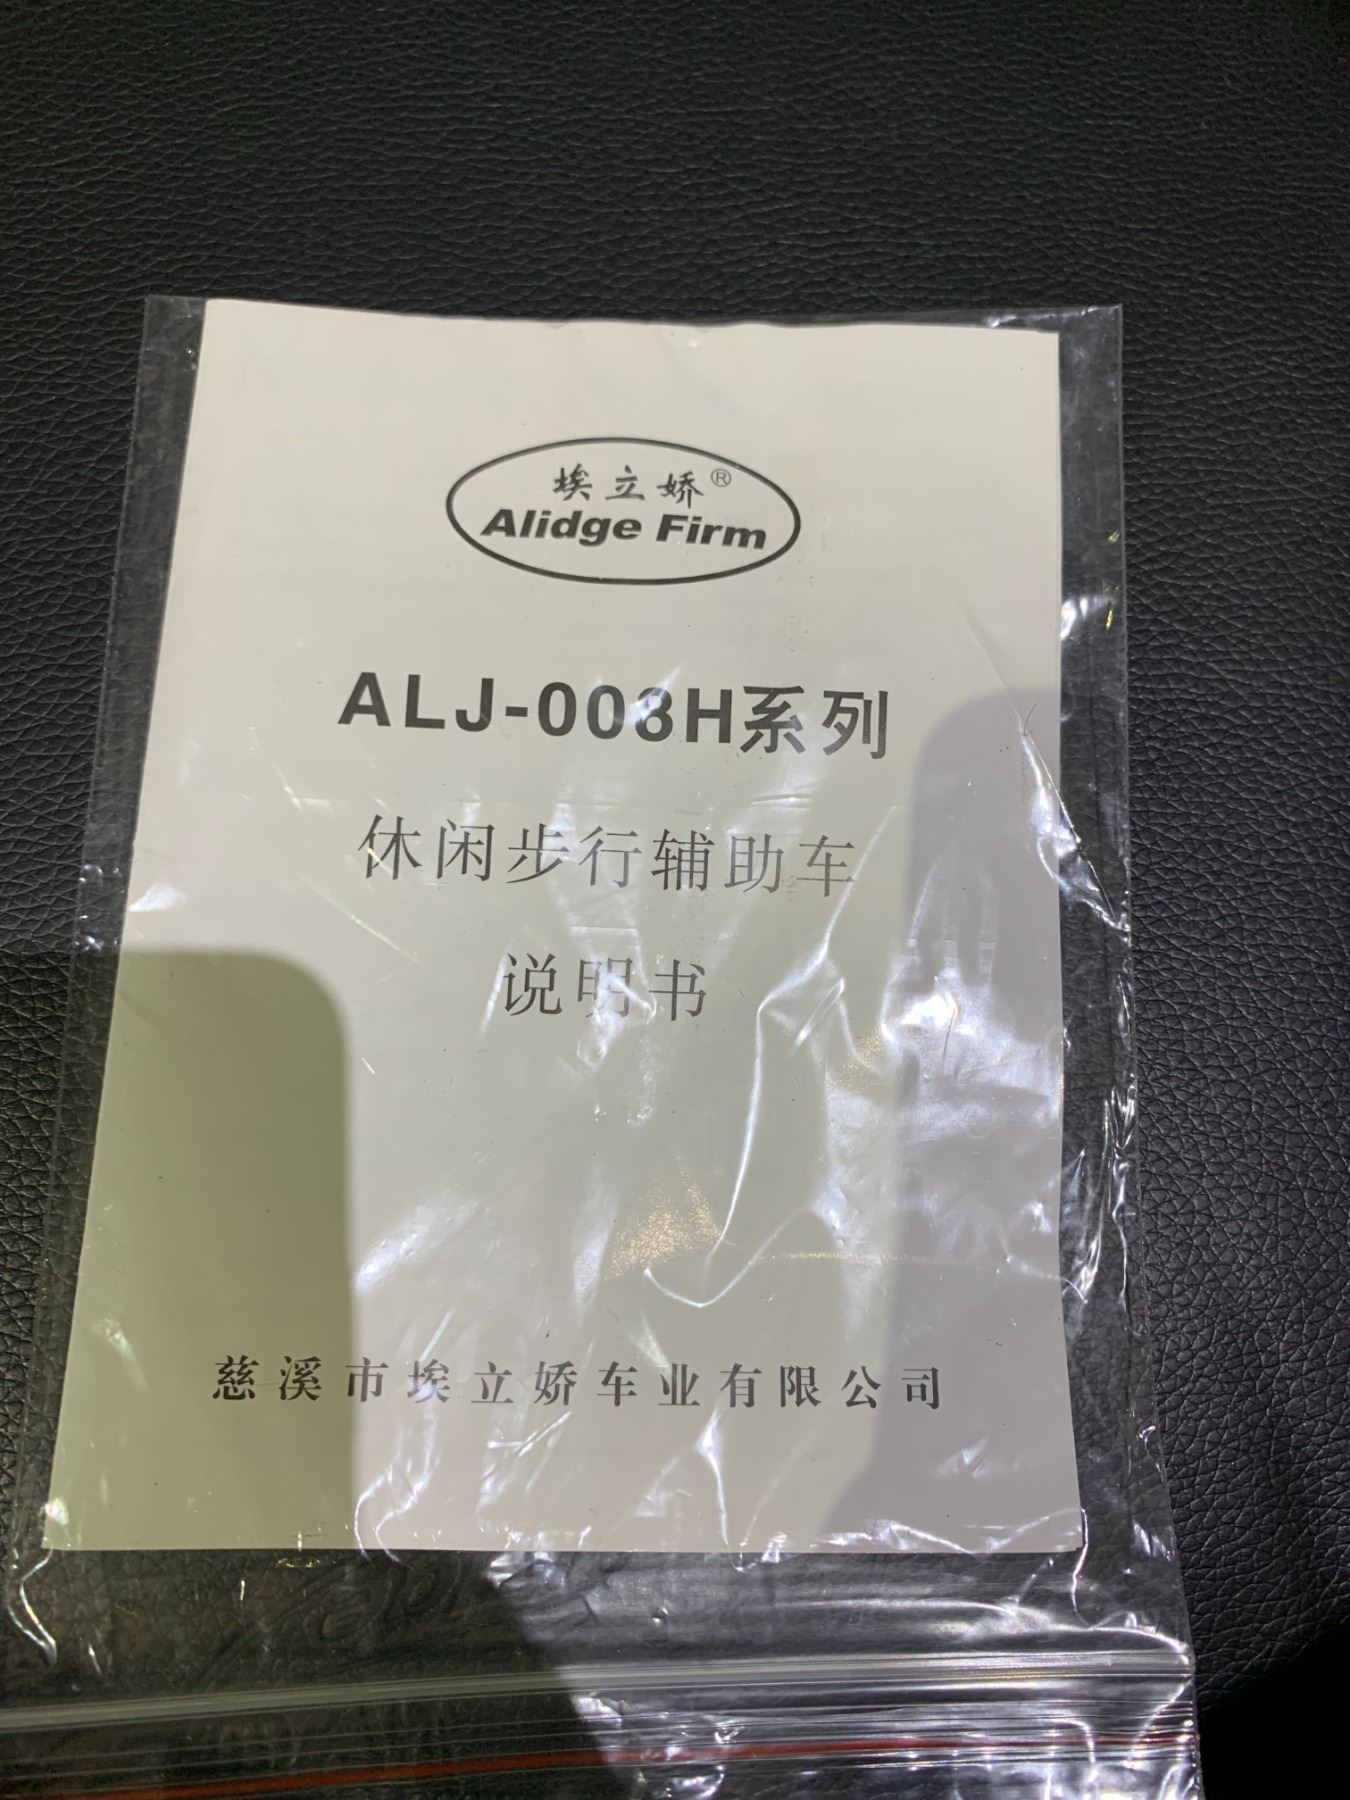 埃立娇®
Alidge Firm
ALJ-008H系列
休闲步行辅助车
说明书
慈溪市埃立娇车业有限公司